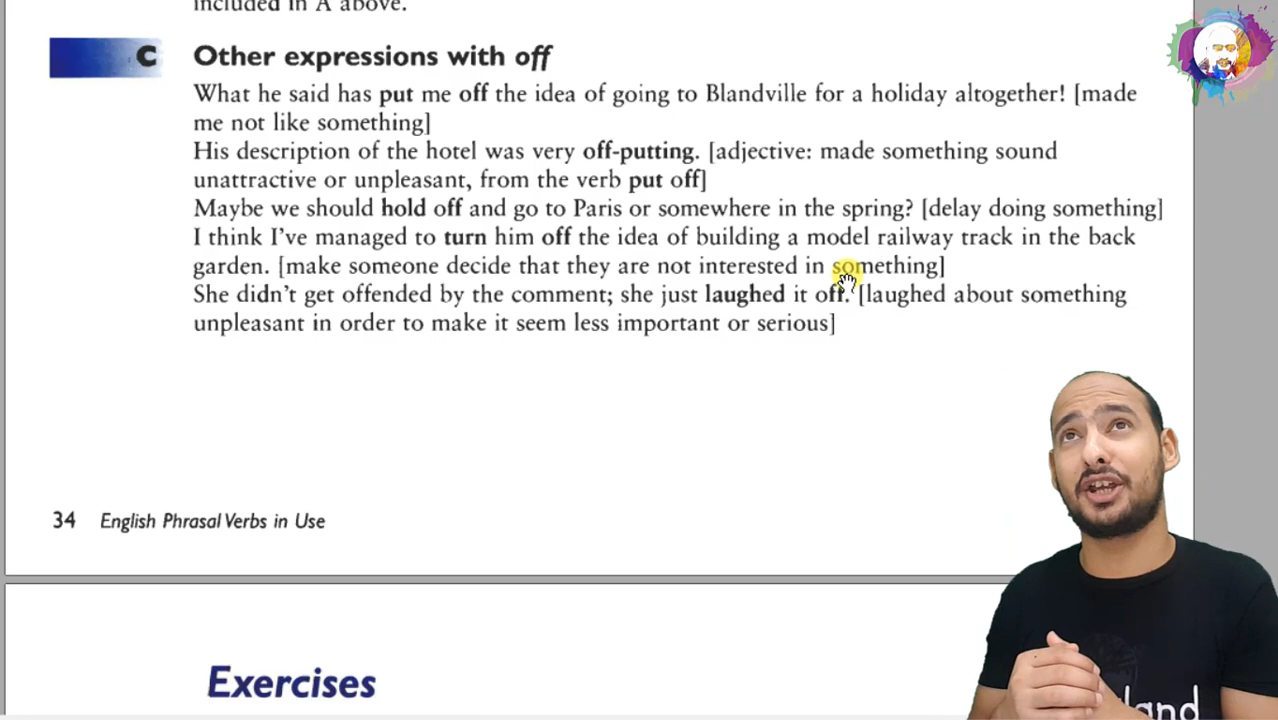 included in A above.
C Other expressions with off
What he said has put me off the idea of going to Blandville for a holiday altogether! [made
me not like something]
His description of the hotel was very off-putting. [adjective: made something sound
unattractive or unpleasant, from the verb put off]
Maybe we should hold off and go to Paris or somewhere in the spring? [delay doing something]
I think I've managed to turn him off the idea of building a model railway track in the back
garden. [make someone decide that they are not interested in something]
She didn't get offended by the comment; she just laughed it off. [laughed about something
unpleasant in order to make it seem less important or serious]
34 English Phrasal Verbs in Use
Exercises